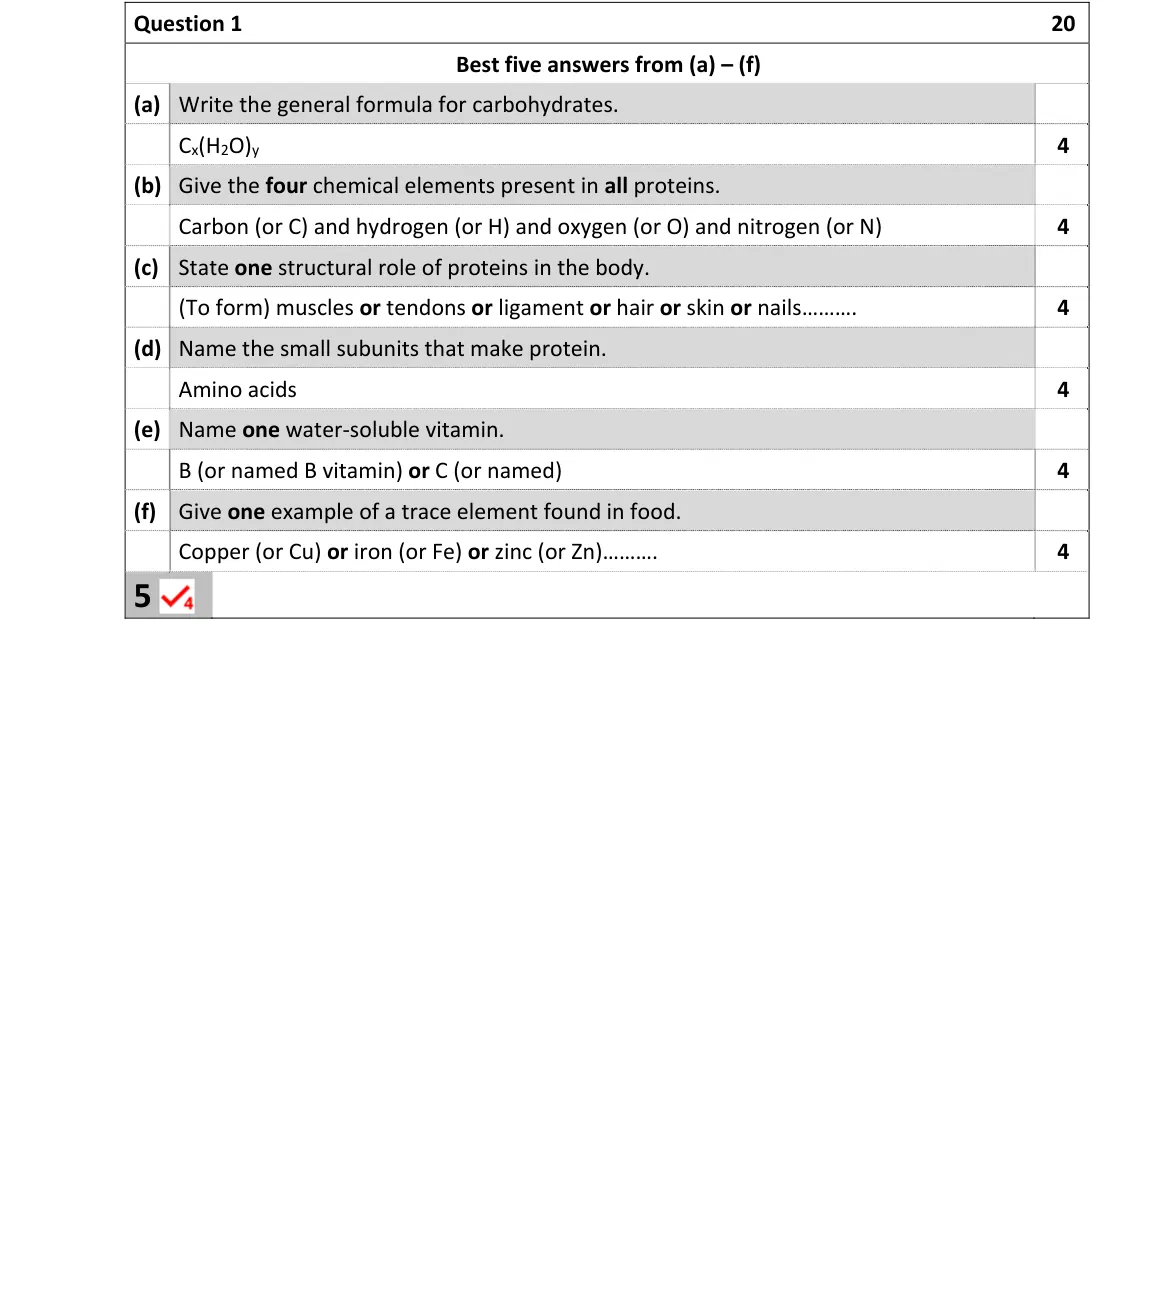 Question 1 20
Best five answers from (a) – (f)
(a) Write the general formula for carbohydrates.
Cₓ(H₂O)ᵧ 4
(b) Give the four chemical elements present in all proteins.
Carbon (or C) and hydrogen (or H) and oxygen (or O) and nitrogen (or N) 4
(c) State one structural role of proteins in the body.
(To form) muscles or tendons or ligament or hair or skin or nails.......... 4
(d) Name the small subunits that make protein.
Amino acids 4
(e) Name one water-soluble vitamin.
B (or named B vitamin) or C (or named) 4
(f) Give one example of a trace element found in food.
Copper (or Cu) or iron (or Fe) or zinc (or Zn).......... 4
5 ✓4